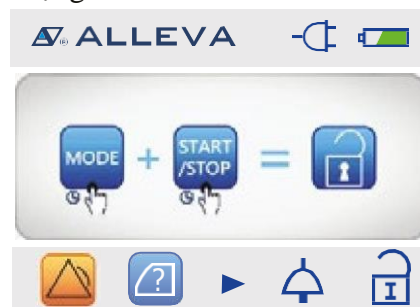 ALLEVA
MODE + START
/STOP =
?
I